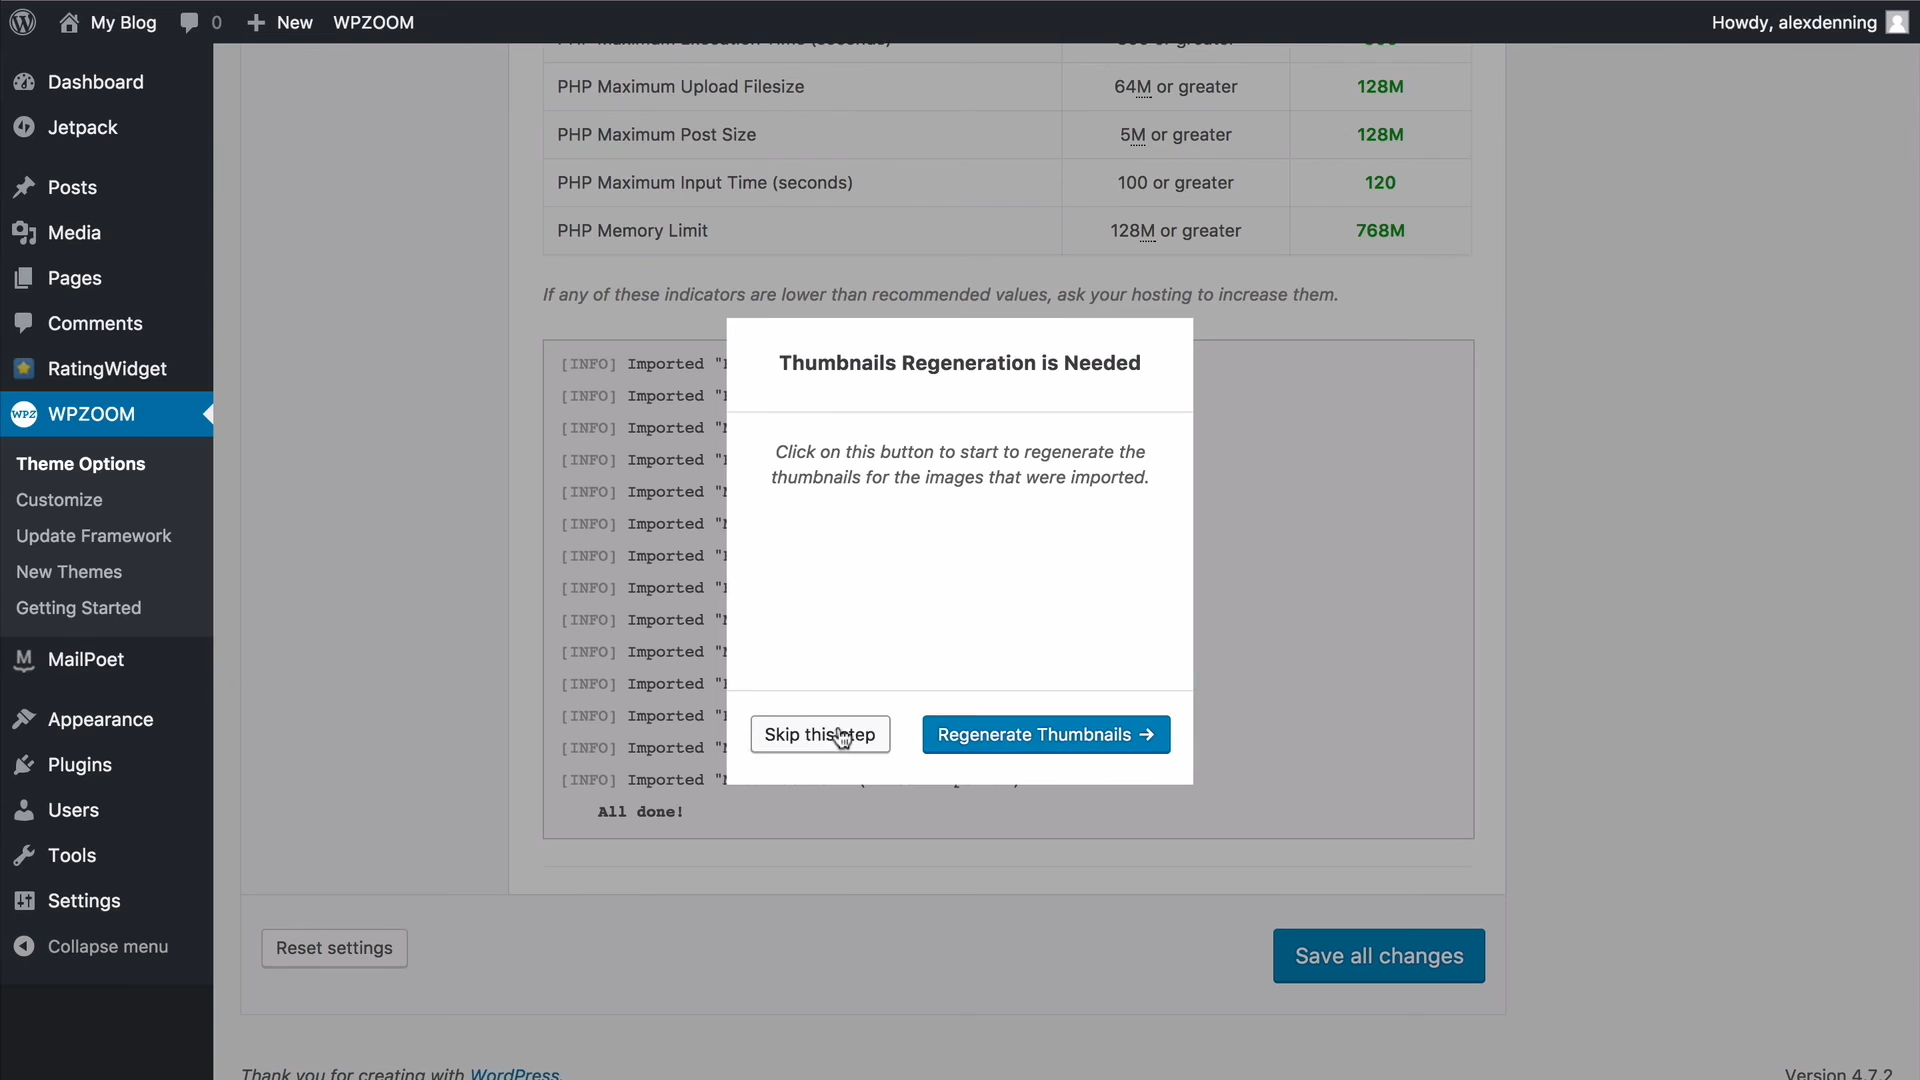 My Blog 0 New WPZOOM Howdy, alexdenning
Dashboard
Jetpack
Posts
Media
Pages
Comments
RatingWidget
WPZ WPZOOM
Theme Options
Customize
Update Framework
New Themes
Getting Started
M MailPoet
Appearance
Plugins
Users
Tools
Settings
Collapse menu
PHP Maximum Execution Time (seconds)
PHP Maximum Upload Filesize 64M or greater 128M
PHP Maximum Post Size 5M or greater 128M
PHP Maximum Input Time (seconds) 100 or greater 120
PHP Memory Limit 128M or greater 768M
If any of these indicators are lower than recommended values, ask your hosting to increase them.
[INFO] Imported "
[INFO] Imported "
[INFO] Imported "
[INFO] Imported "
[INFO] Imported "
[INFO] Imported "
[INFO] Imported "
[INFO] Imported "
[INFO] Imported "
[INFO] Imported "
[INFO] Imported "
[INFO] Imported "
[INFO] Imported "
[INFO] Imported "
All done!
Thumbnails Regeneration is Needed
Click on this button to start to regenerate the
thumbnails for the images that were imported.
Skip this step
Regenerate Thumbnails →
Reset settings
Save all changes
Thank you for creating with WordPress.
Version 4.7.2